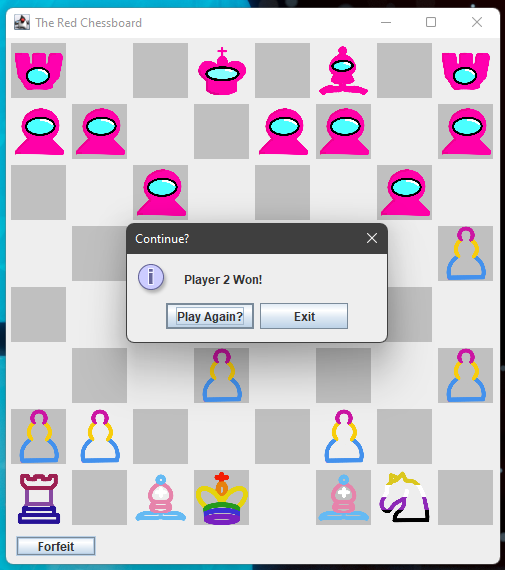 The Red Chessboard
Continue?
Player 2 Won!
Play Again?
Exit
Forfeit